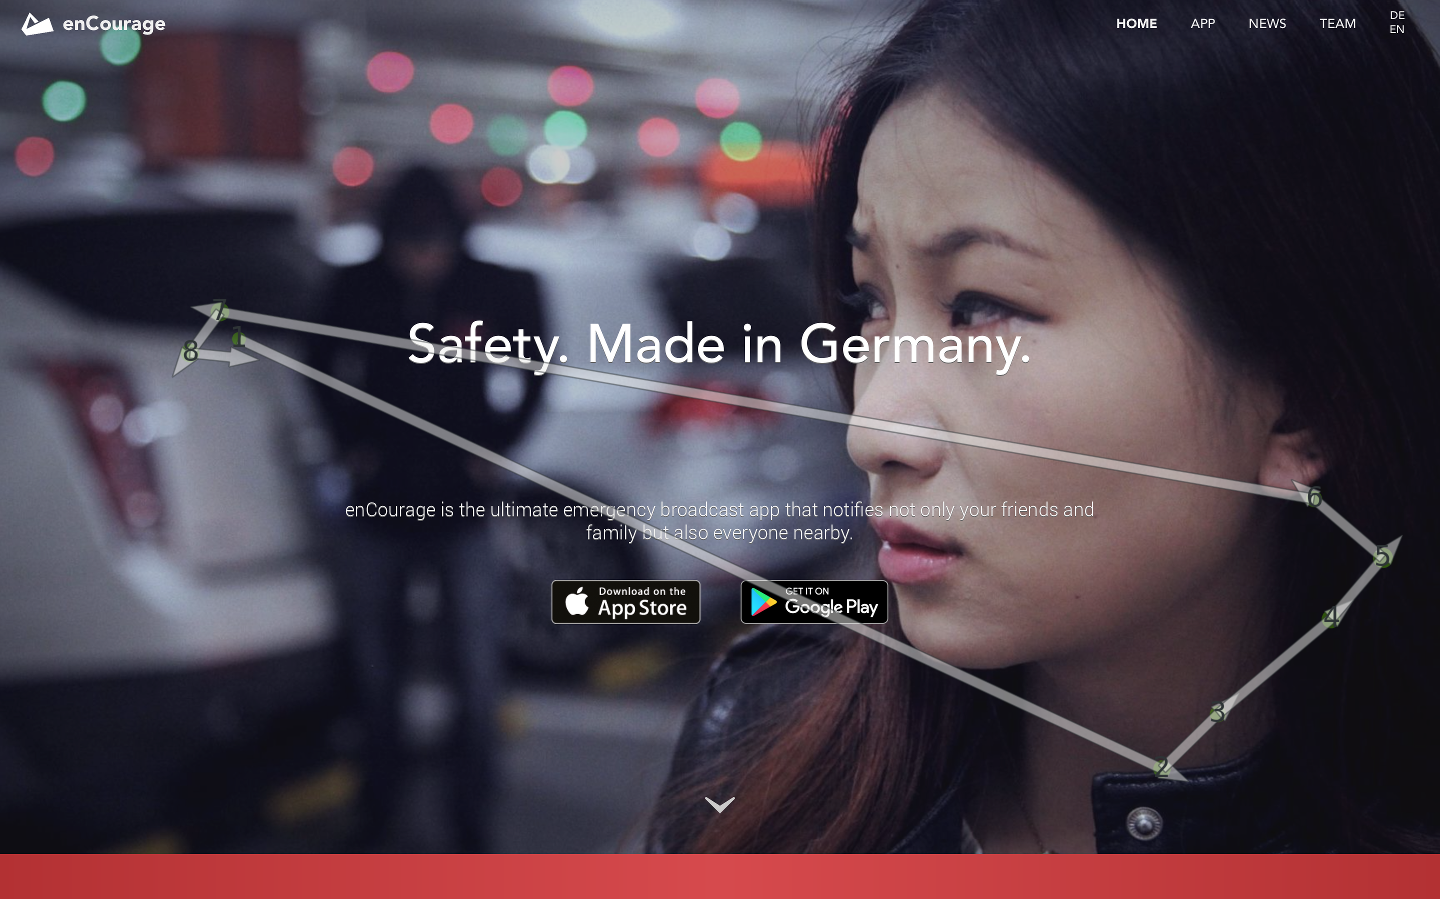 enCourage
HOME APP NEWS TEAM DE
EN
Safety. Made in Germany.
enCourage is the ultimate emergency broadcast app that notifies not only your friends and
family but also everyone nearby.
Download on the
App Store
GET IT ON
Google Play
7
1
8
6
5
4
3
2